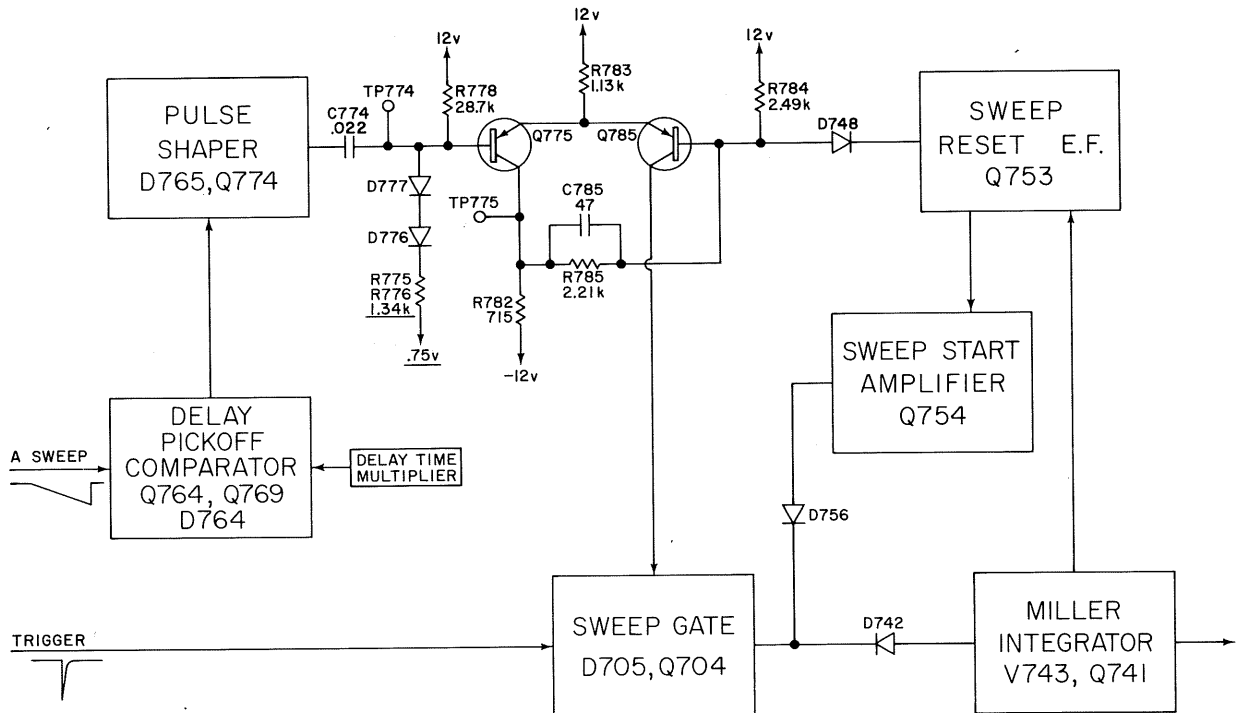 PULSE
SHAPER
D765,Q774
C774
.022
TP774
12v
R778
28.7k
Q775
12v
R783
1.13k
Q785
12v
R784
2.49k
D748
SWEEP
RESET E.F.
Q753
D777
D776
R775
R776
1.34k
.75v
TP775
C785
47
R785
2.21k
R782
715
-12v
SWEEP START
AMPLIFIER
Q754
A SWEEP
DELAY
PICKOFF
COMPARATOR
Q764, Q769
D764
DELAY TIME
MULTIPLIER
D756
TRIGGER
SWEEP GATE
D705,Q704
D742
MILLER
INTEGRATOR
V743, Q741